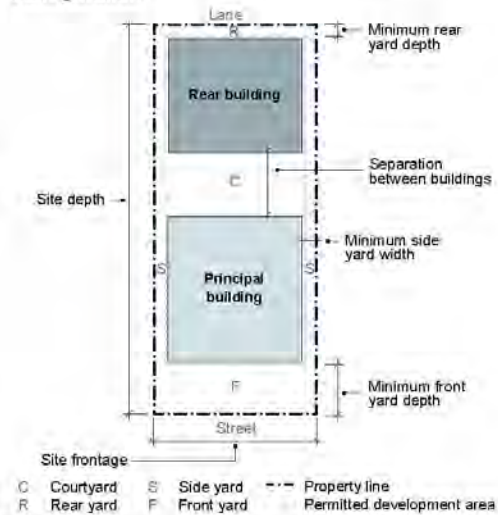 Lane
R
Minimum rear
yard depth
Rear building
C
Separation
between buildings
Site depth
Minimum side
yard width
S
S
Principal
building
F
Minimum front
yard depth
Street
Site frontage
C Courtyard S Side yard Property line
R Rear yard F Front yard Permitted development area